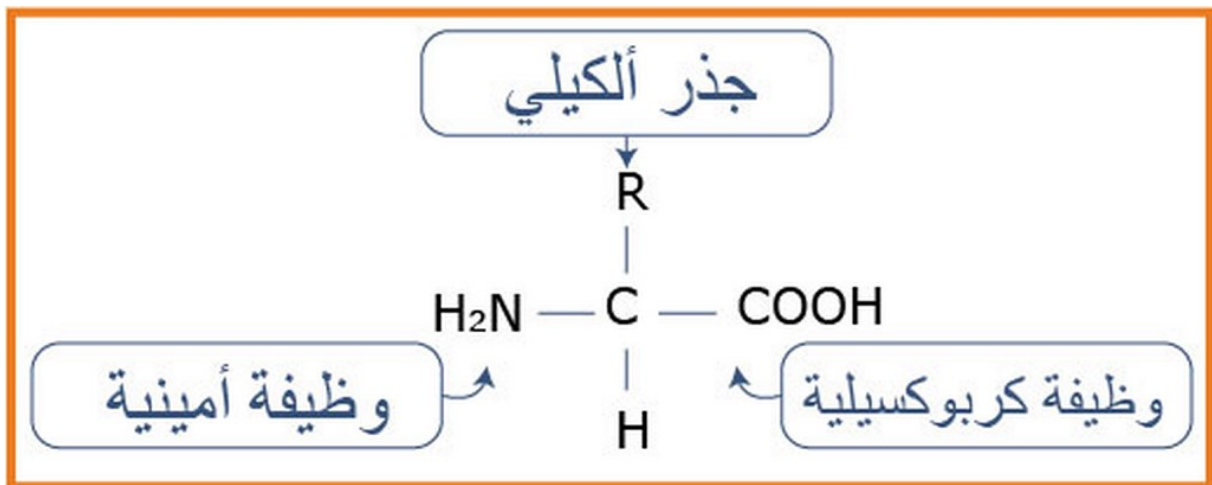 جذر ألكيلي
R
H₂N — C — COOH
وظيفة أمينية
وظيفة كربوكسيلية
H